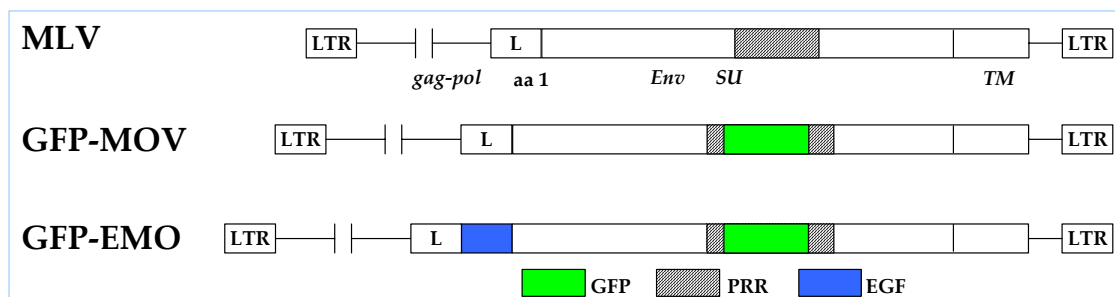 MLV LTR L LTR
gag-pol aa 1 Env SU TM
GFP-MOV LTR L LTR
GFP-EMO LTR L LTR
GFP PRR EGF